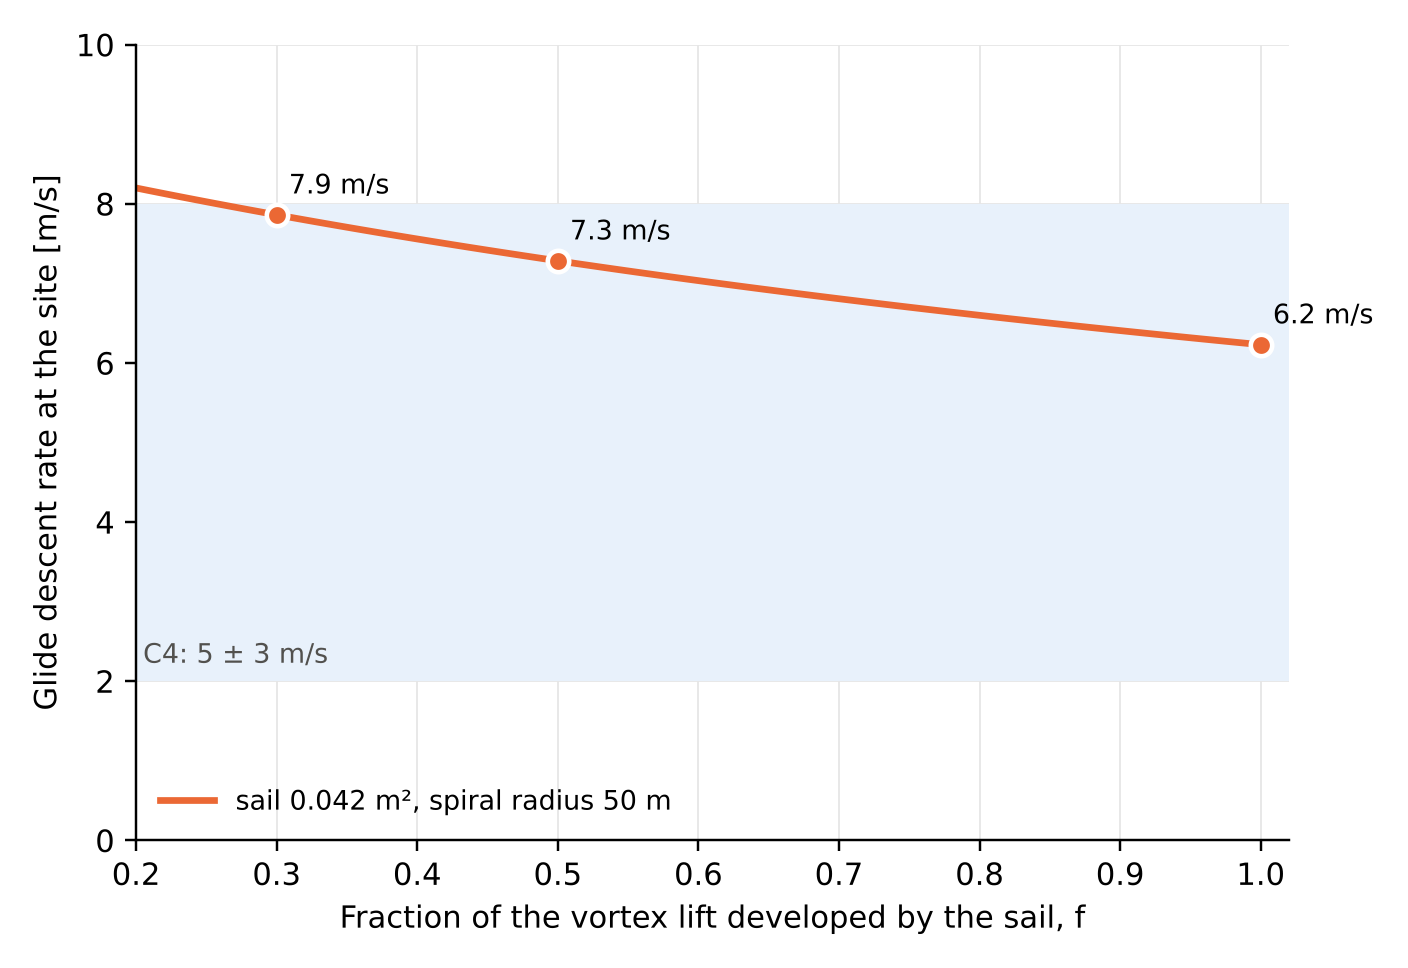 10
8
6
4
2
0
Glide descent rate at the site [m/s]
7.9 m/s
7.3 m/s
6.2 m/s
C4: 5 ± 3 m/s
sail 0.042 m², spiral radius 50 m
0.2 0.3 0.4 0.5 0.6 0.7 0.8 0.9 1.0
Fraction of the vortex lift developed by the sail, f